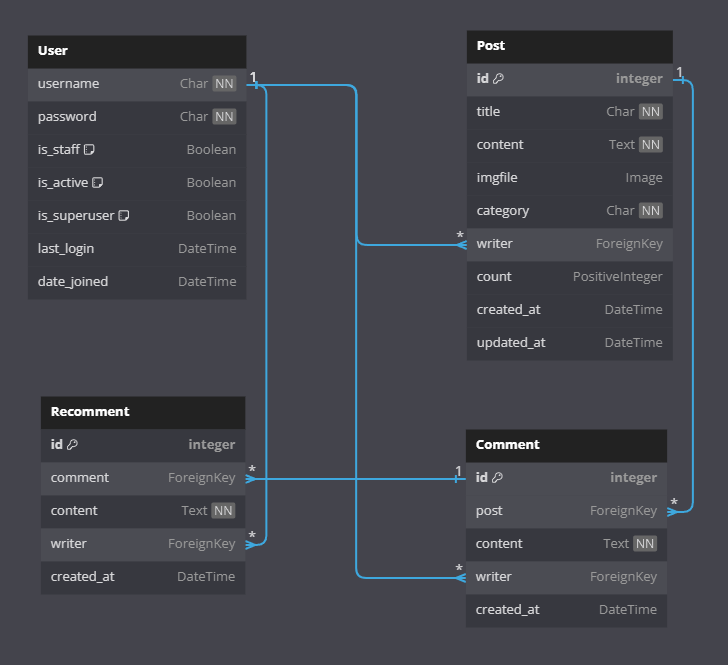 User
username Char NN
password Char NN
is_staff Boolean
is_active Boolean
is_superuser Boolean
last_login DateTime
date_joined DateTime
1
Post
id integer
title Char NN
content Text NN
imgfile Image
category Char NN
writer ForeignKey
count PositiveInteger
created_at DateTime
updated_at DateTime
1
*
Recomment
id integer
comment ForeignKey
content Text NN
writer ForeignKey
created_at DateTime
*
*
Comment
id integer
post ForeignKey
content Text NN
writer ForeignKey
created_at DateTime
1
*
*